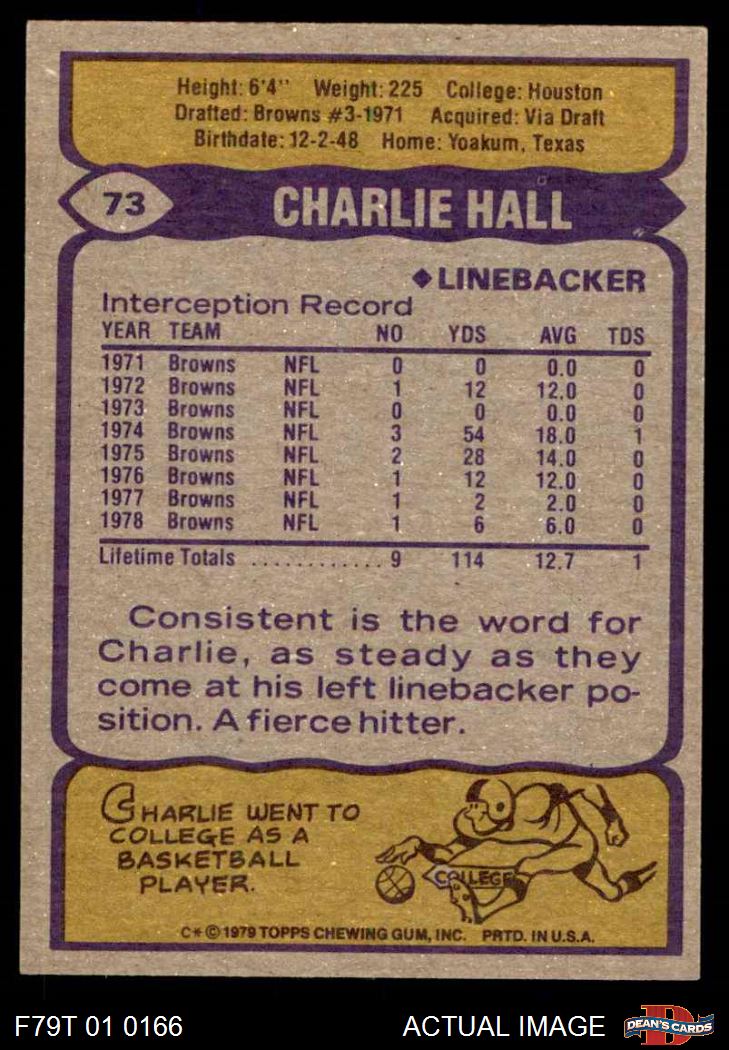 Height: 6'4" Weight: 225 College: Houston
Drafted: Browns #3-1971 Acquired: Via Draft
Birthdate: 12-2-48 Home: Yoakum, Texas
73 CHARLIE HALL
◆LINEBACKER
Interception Record
YEAR TEAM NO YDS AVG TDS
1971 Browns NFL 0 0 0.0 0
1972 Browns NFL 1 12 12.0 0
1973 Browns NFL 0 0 0.0 0
1974 Browns NFL 3 54 18.0 1
1975 Browns NFL 2 28 14.0 0
1976 Browns NFL 1 12 12.0 0
1977 Browns NFL 1 2 2.0 0
1978 Browns NFL 1 6 6.0 0
Lifetime Totals ............ 9 114 12.7 1
Consistent is the word for
Charlie, as steady as they
come at his left linebacker po-
sition. A fierce hitter.
CHARLIE WENT TO
COLLEGE AS A
BASKETBALL
PLAYER.
COLLEGE
C*©1979 TOPPS CHEWING GUM, INC. PRTD. IN U.S.A.
F79T 01 0166 ACTUAL IMAGE DEAN'S CARDS